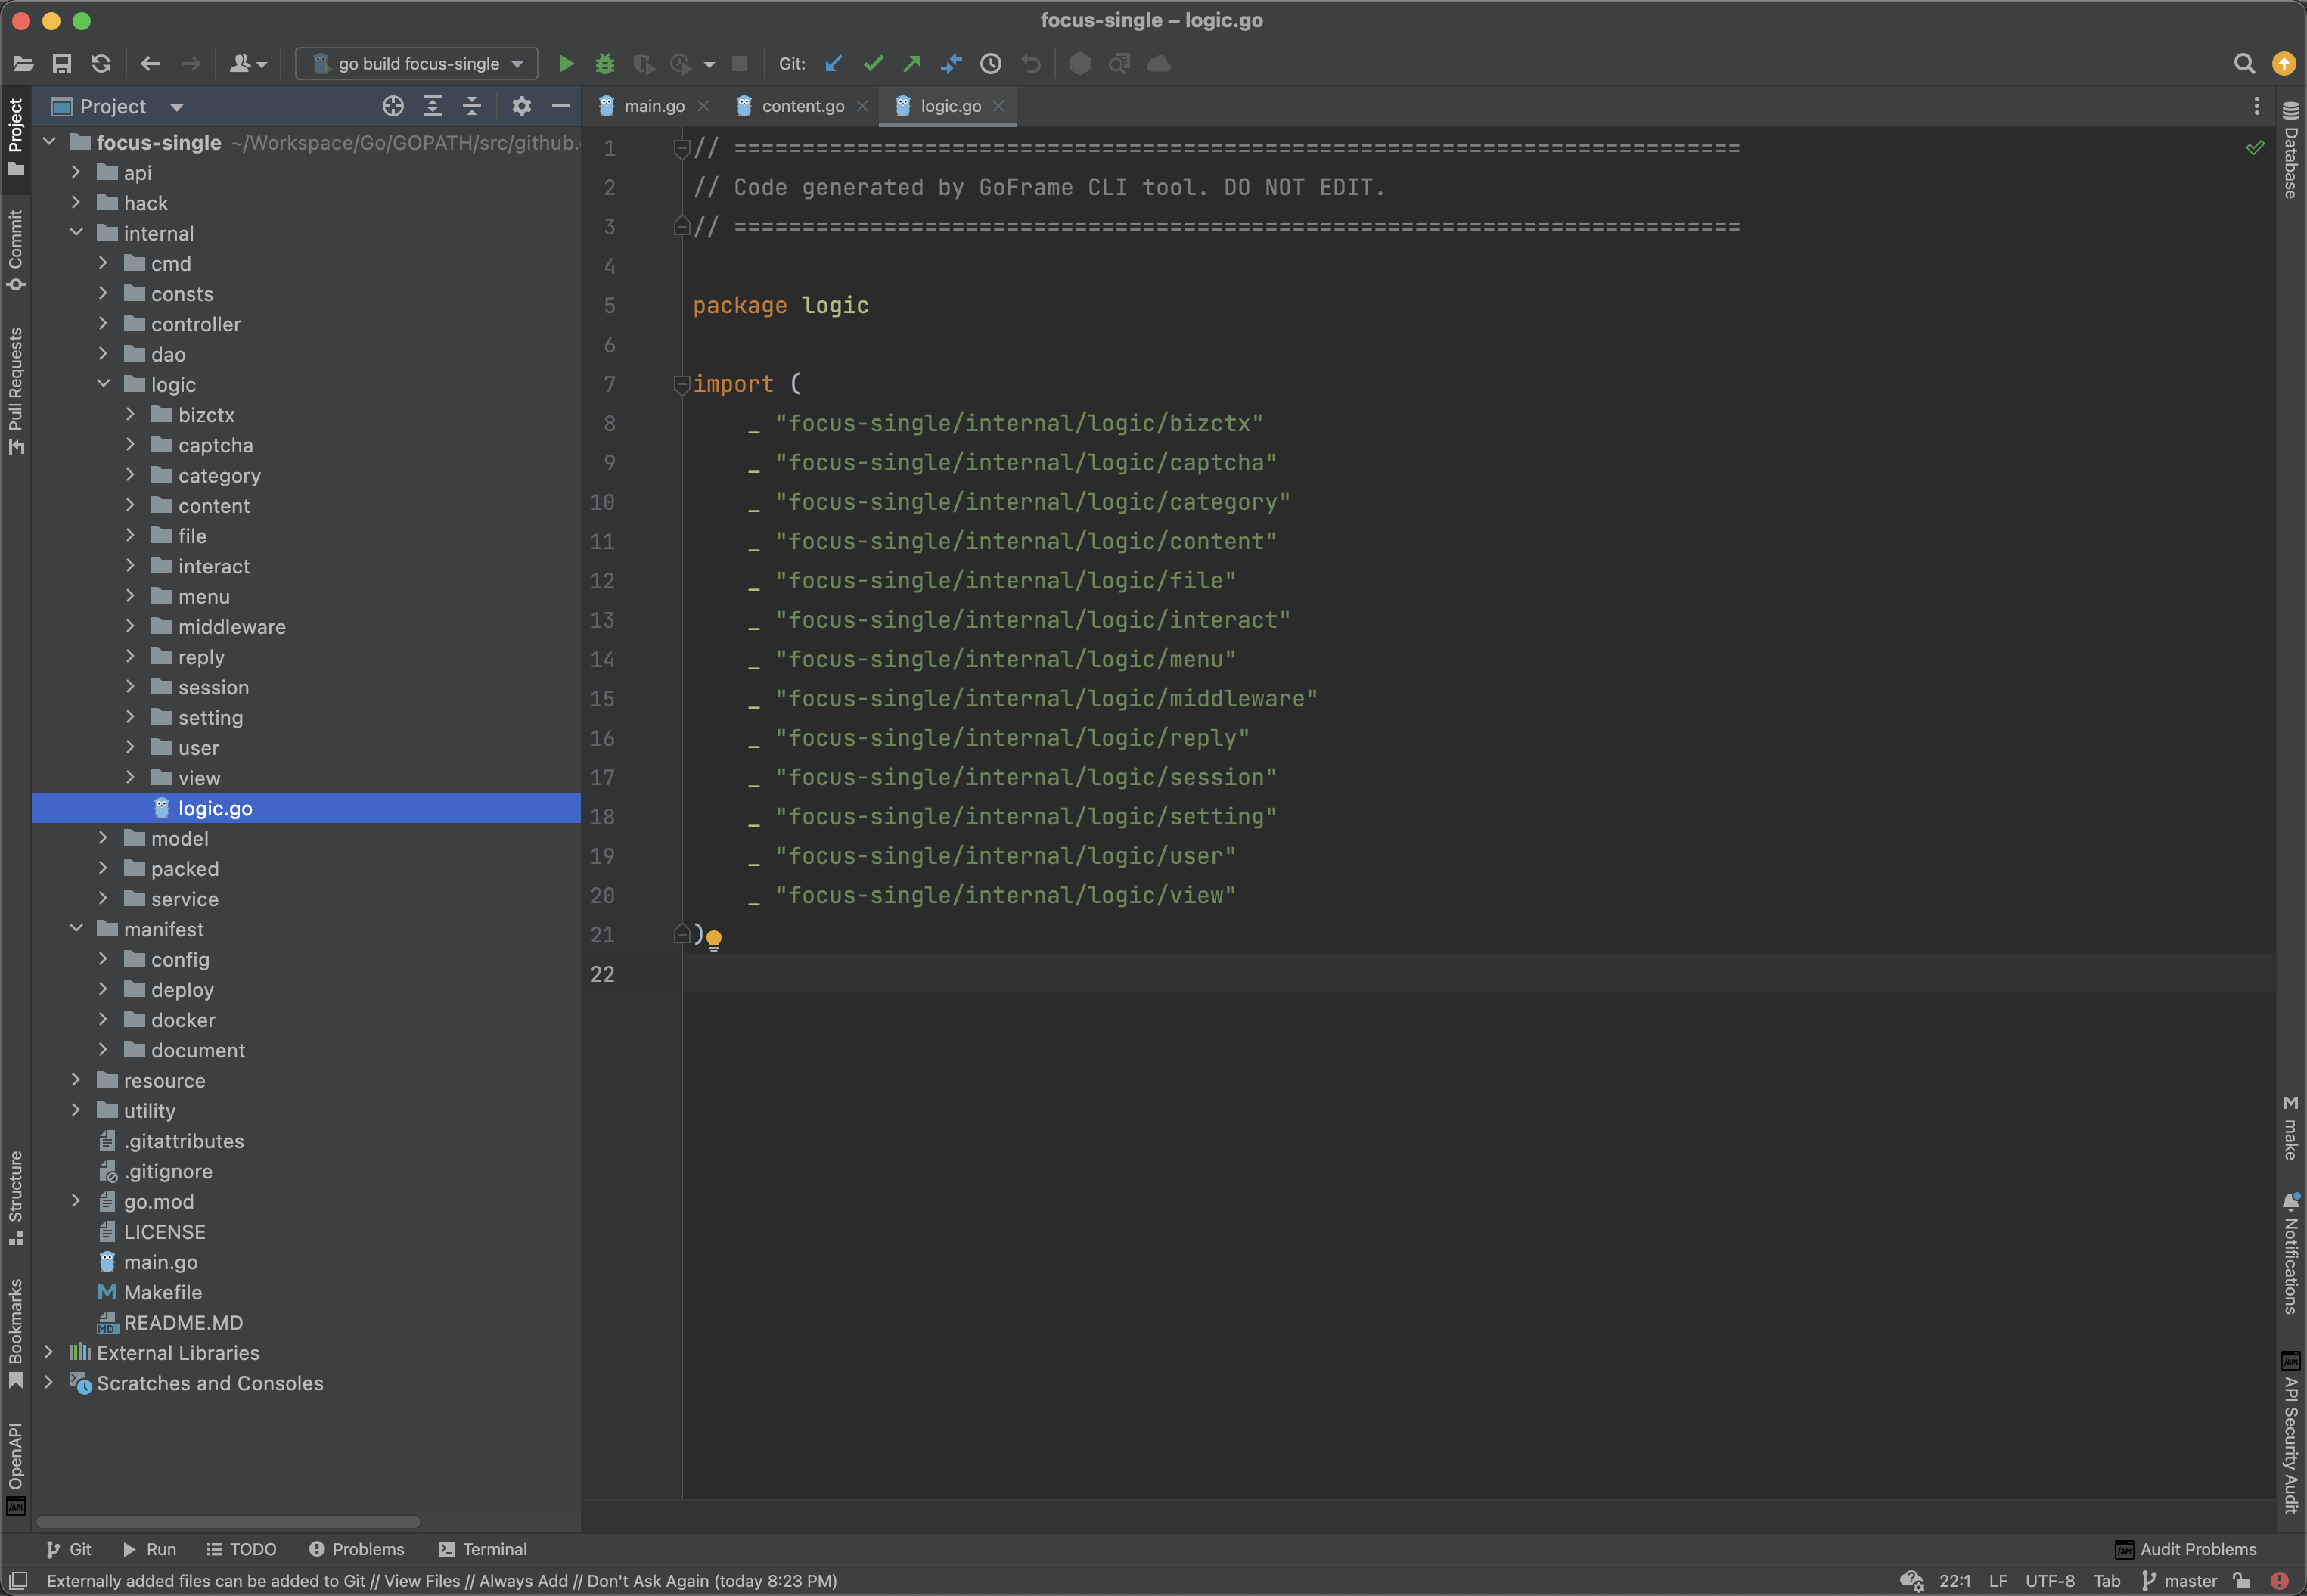 focus-single – logic.go
go build focus-single
Git:
Project
main.go
content.go
logic.go
Project
Commit
Pull Requests
Structure
Bookmarks
OpenAPI
focus-single ~/Workspace/Go/GOPATH/src/github.
api
hack
internal
cmd
consts
controller
dao
logic
bizctx
captcha
category
content
file
interact
menu
middleware
reply
session
setting
user
view
logic.go
model
packed
service
manifest
config
deploy
docker
document
resource
utility
.gitattributes
.gitignore
go.mod
LICENSE
main.go
Makefile
README.MD
External Libraries
Scratches and Consoles
1 // ==========================================================================
2 // Code generated by GoFrame CLI tool. DO NOT EDIT.
3 // ==========================================================================
4
5 package logic
6
7 import (
8 _ "focus-single/internal/logic/bizctx"
9 _ "focus-single/internal/logic/captcha"
10 _ "focus-single/internal/logic/category"
11 _ "focus-single/internal/logic/content"
12 _ "focus-single/internal/logic/file"
13 _ "focus-single/internal/logic/interact"
14 _ "focus-single/internal/logic/menu"
15 _ "focus-single/internal/logic/middleware"
16 _ "focus-single/internal/logic/reply"
17 _ "focus-single/internal/logic/session"
18 _ "focus-single/internal/logic/setting"
19 _ "focus-single/internal/logic/user"
20 _ "focus-single/internal/logic/view"
21 )
22
Database
make
Notifications
API Security Audit
Git
Run
TODO
Problems
Terminal
Audit Problems
Externally added files can be added to Git // View Files // Always Add // Don't Ask Again (today 8:23 PM)
22:1 LF UTF-8 Tab master